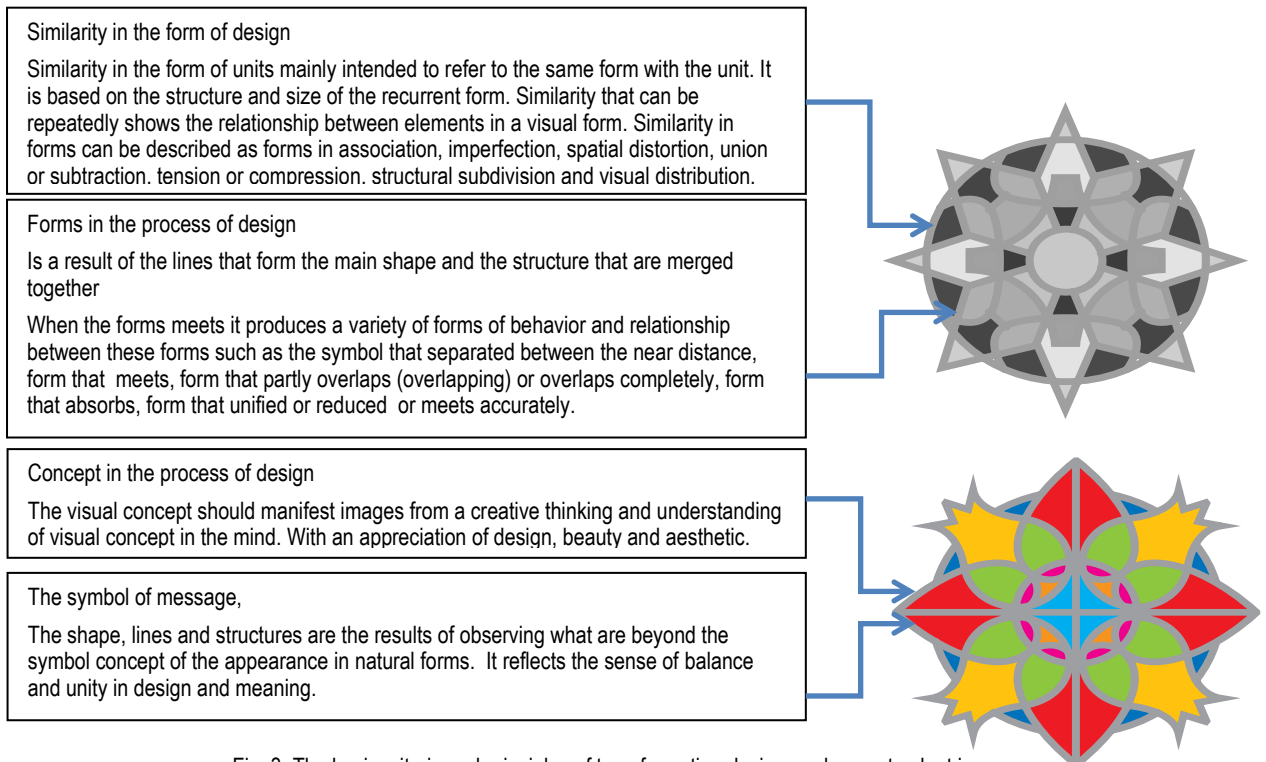 Similarity in the form of design
Similarity in the form of units mainly intended to refer to the same form with the unit. It
is based on the structure and size of the recurrent form. Similarity that can be
repeatedly shows the relationship between elements in a visual form. Similarity in
forms can be described as forms in association, imperfection, spatial distortion, union
or subtraction, tension or compression, structural subdivision and visual distribution.
Forms in the process of design
Is a result of the lines that form the main shape and the structure that are merged
together
When the forms meets it produces a variety of forms of behavior and relationship
between these forms such as the symbol that separated between the near distance,
form that meets, form that partly overlaps (overlapping) or overlaps completely, form
that absorbs, form that unified or reduced or meets accurately.
Concept in the process of design
The visual concept should manifest images from a creative thinking and understanding
of visual concept in the mind. With an appreciation of design, beauty and aesthetic.
The symbol of message,
The shape, lines and structures are the results of observing what are beyond the
symbol concept of the appearance in natural forms. It reflects the sense of balance
and unity in design and meaning.